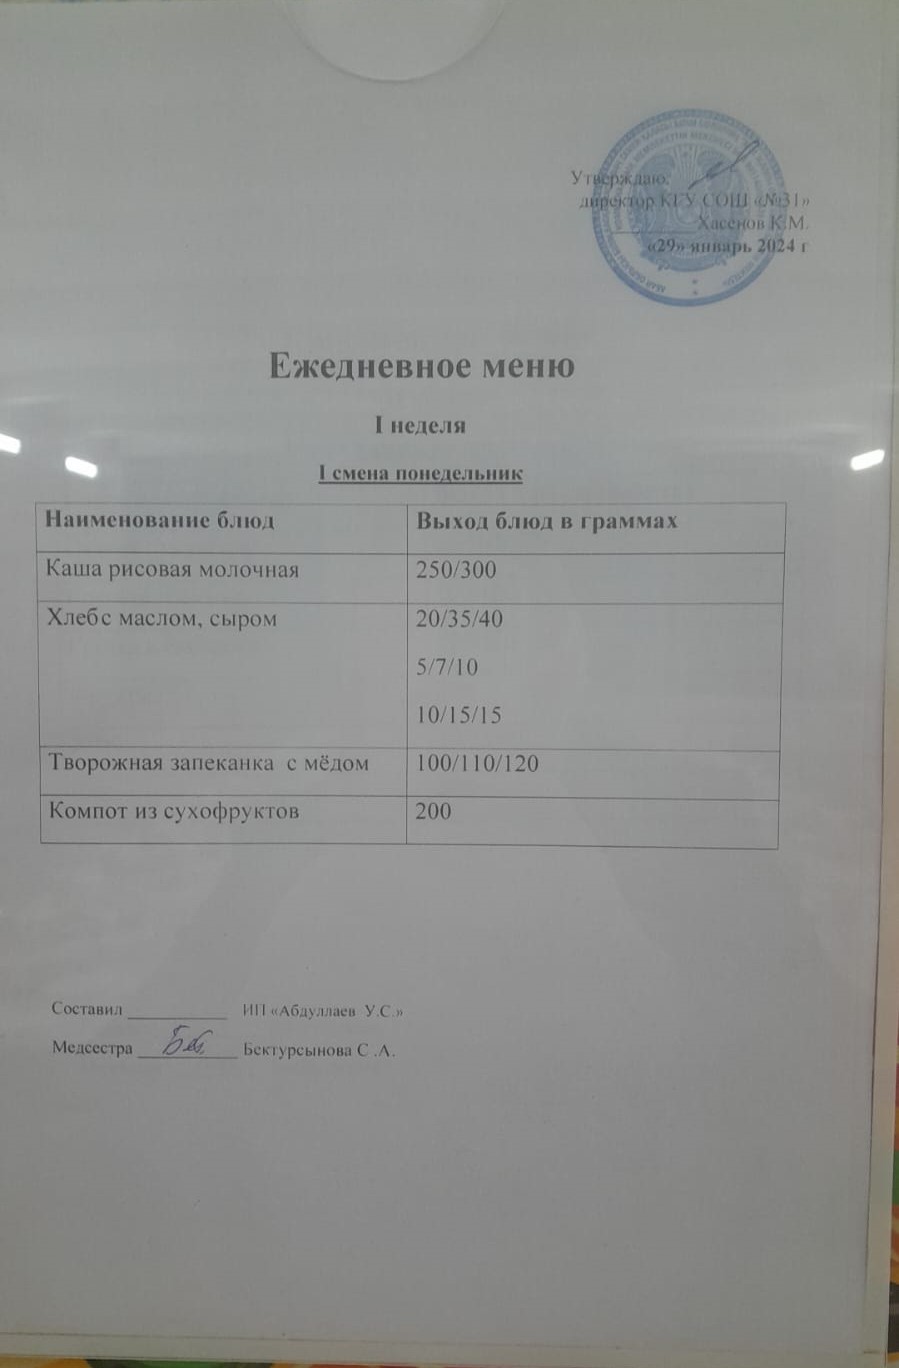 Утверждаю:
директор КГУ СОШ «№31»
Хасенов К.М.
«29» январь 2024 г
Ежедневное меню
I неделя
I смена понедельник
Наименование блюд Выход блюд в граммах
Каша рисовая молочная 250/300
Хлеб с маслом, сыром 20/35/40
5/7/10
10/15/15
Творожная запеканка с мёдом 100/110/120
Компот из сухофруктов 200
Составил ИП «Абдуллаев У.С.»
Медсестра Бектурсынова С .А.